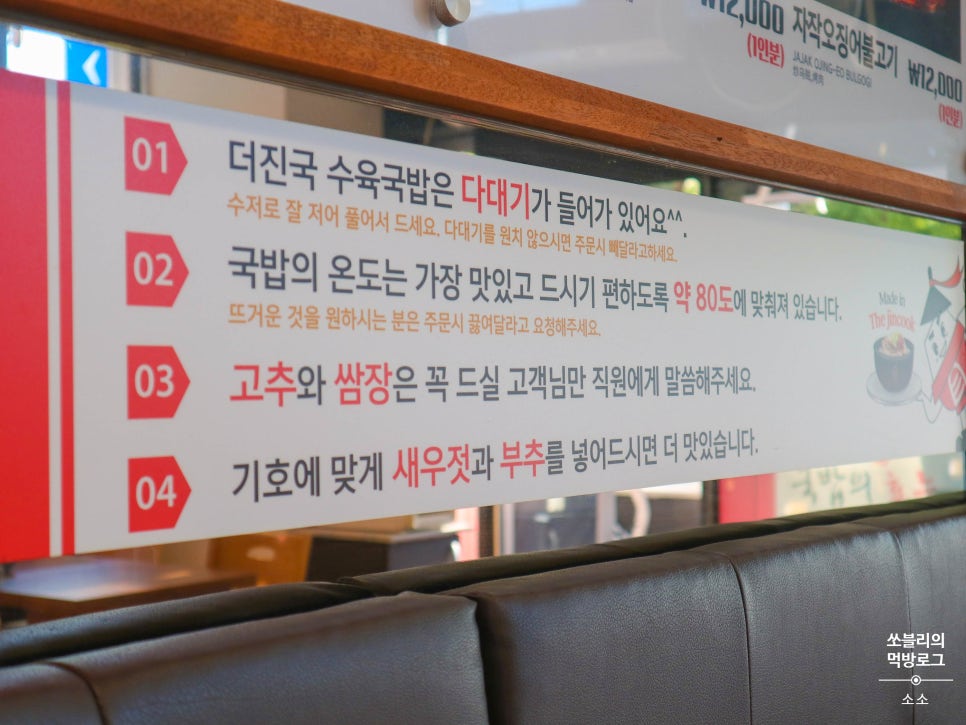 ₩12,000
(1인분)
자작오징어불고기
JAJAK OJING-EO BULGOGI
₩12,000
(1인분)
01
더진국 수육국밥은 다대기가 들어가 있어요^^.
수저로 잘 저어 풀어서 드세요. 다대기를 원치 않으시면 주문시 빼달라고하세요.
02
국밥의 온도는 가장 맛있고 드시기 편하도록 약 80도에 맞춰져 있습니다.
뜨거운 것을 원하시는 분은 주문시 끓여달라고 요청해주세요.
03
고추와 쌈장은 꼭 드실 고객님만 직원에게 말씀해주세요.
04
기호에 맞게 새우젓과 부추를 넣어드시면 더 맛있습니다.
Made in
The jincook
국밥의
쏘블리의
먹방로그
소소